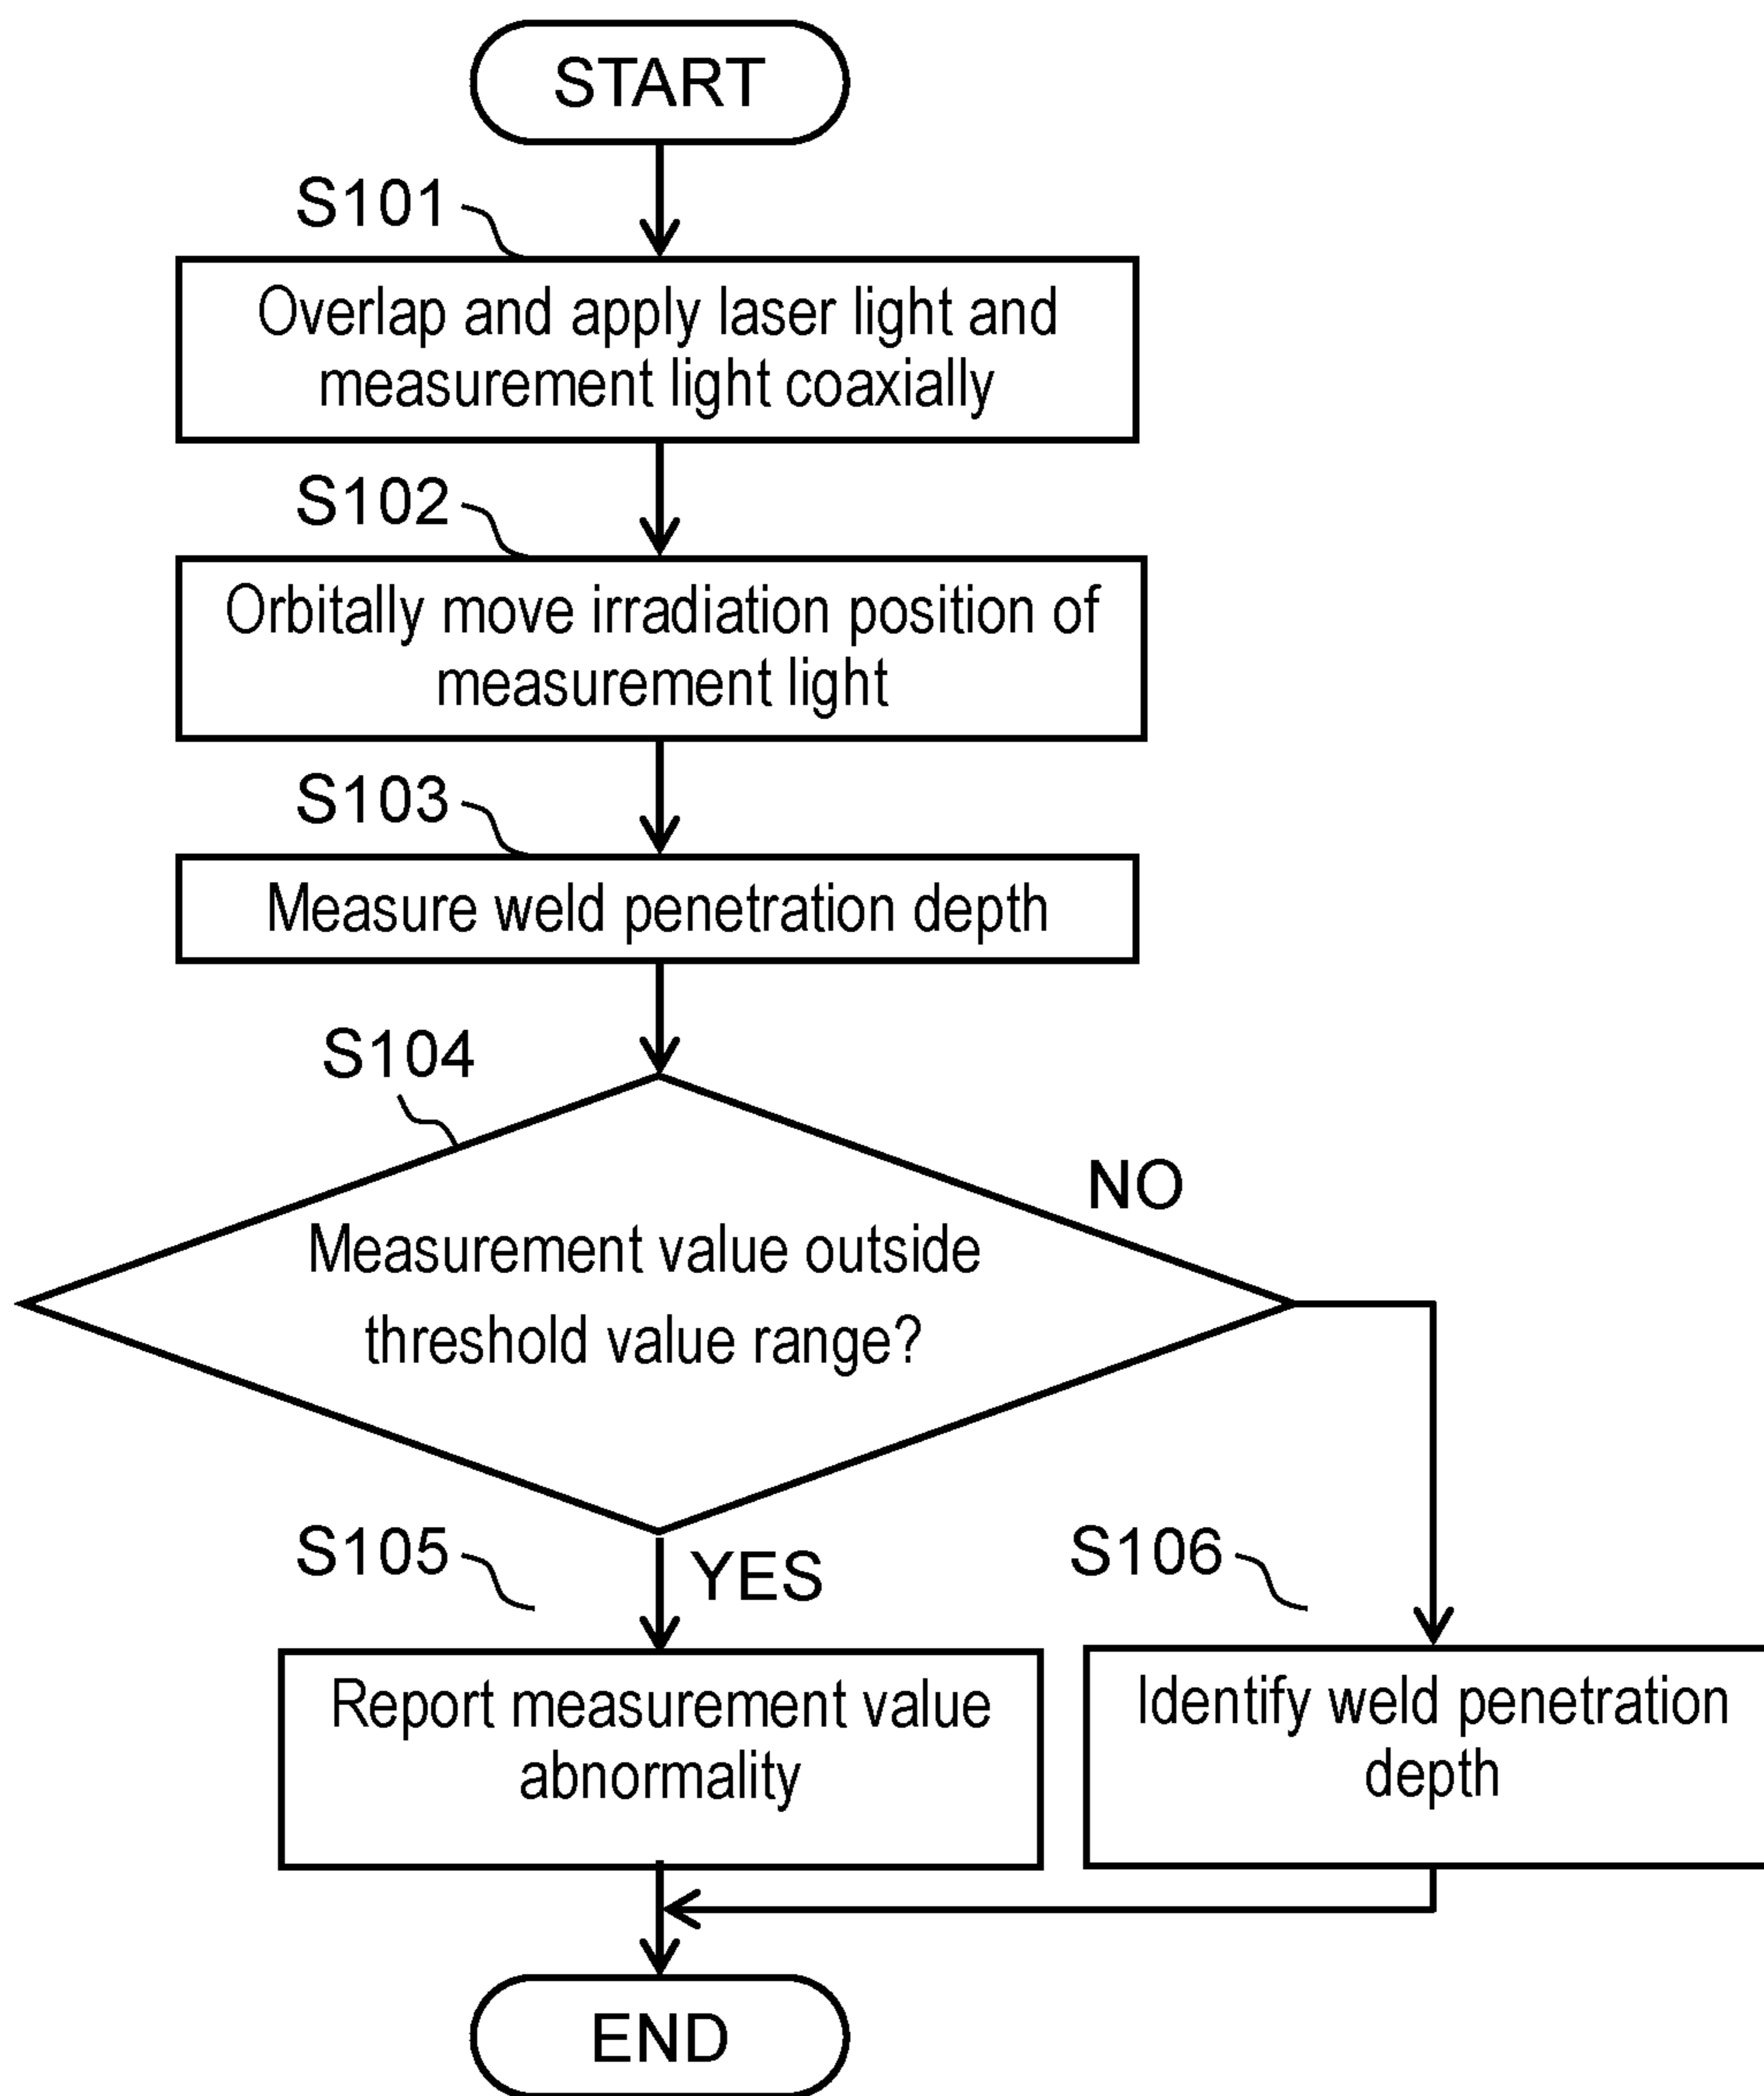 START
S101
Overlap and apply laser light and
measurement light coaxially
S102
Orbitally move irradiation position of
measurement light
S103
Measure weld penetration depth
S104
NO
Measurement value outside
threshold value range?
S105
YES
S106
Report measurement value
abnormality
Identify weld penetration
depth
END